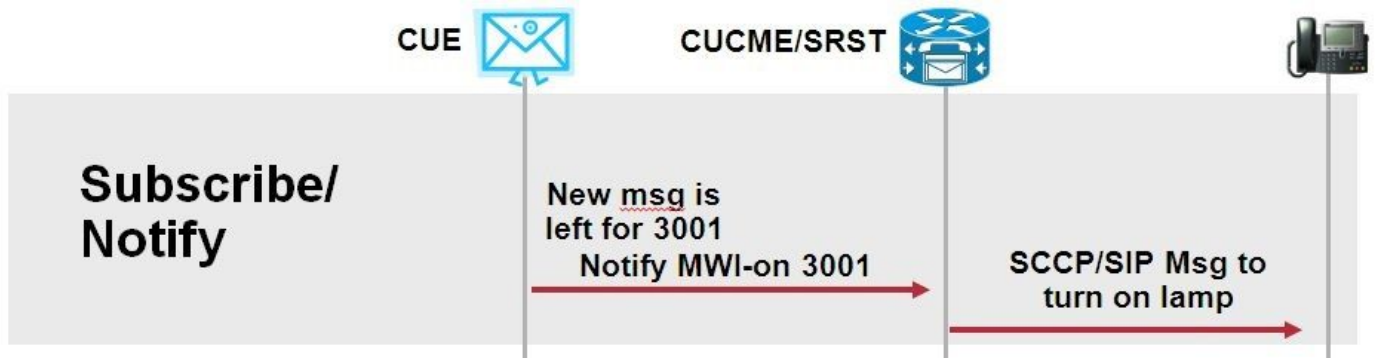 CUE
CUCME/SRST
Subscribe/
Notify
New msg is
left for 3001
Notify MWI-on 3001
SCCP/SIP Msg to
turn on lamp